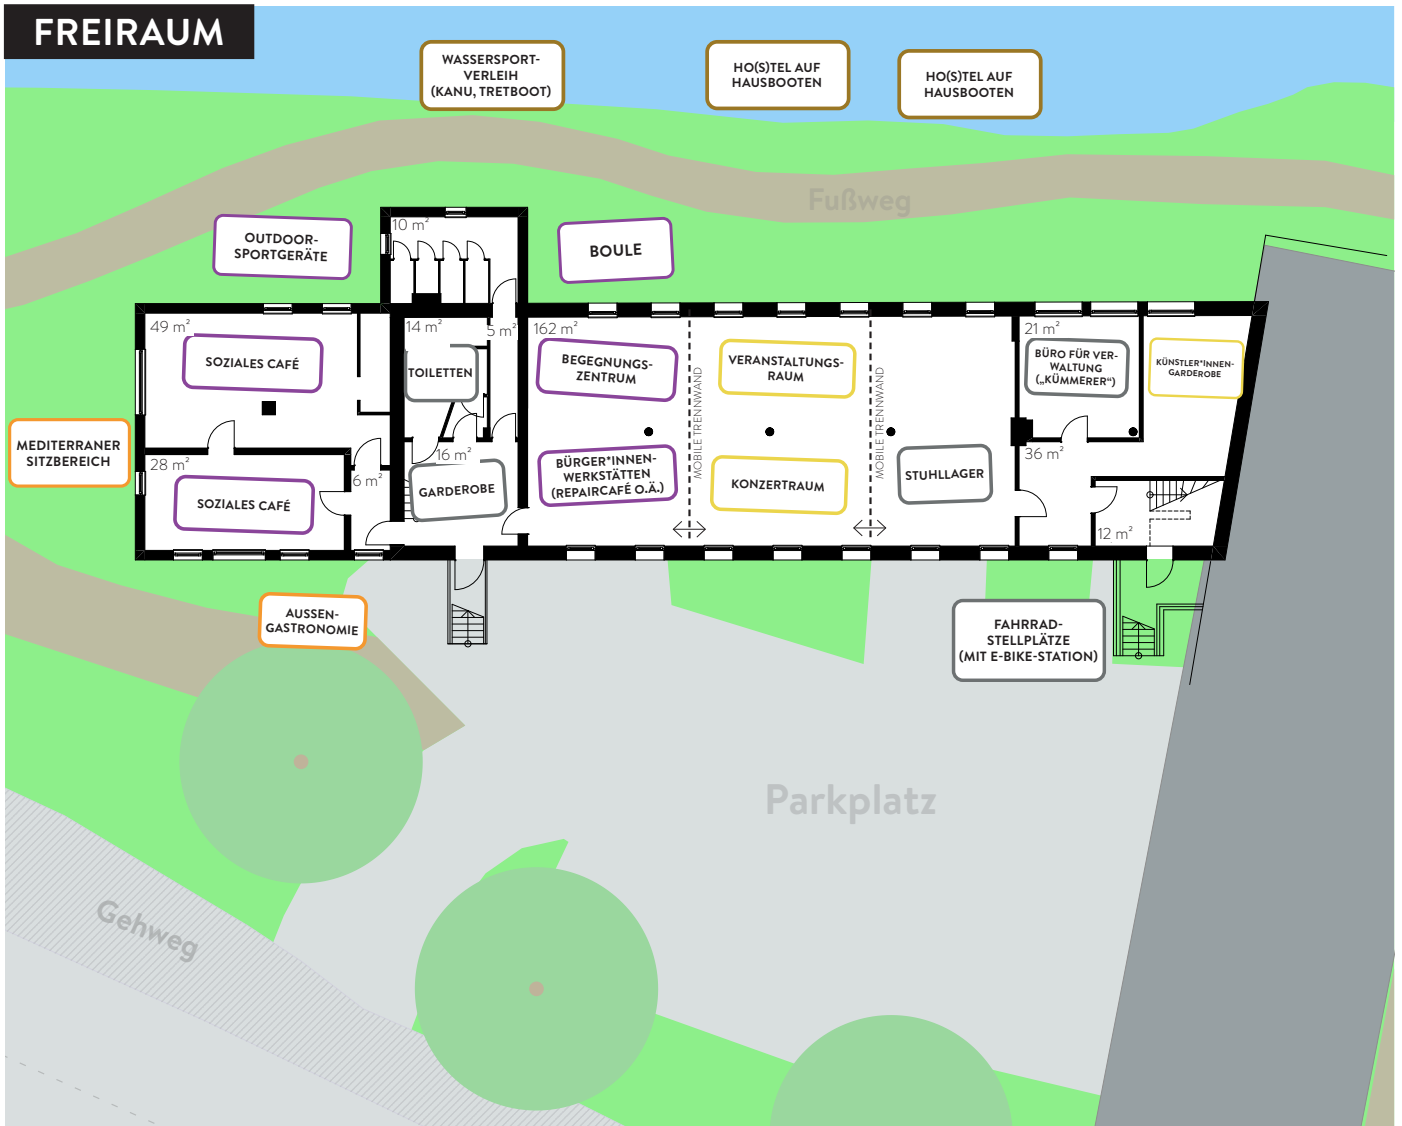 FREIRAUM
WASSERSPORT-
VERLEIH
(KANU, TRETBOOT)
HO(S)TEL AUF
HAUSBOOTEN
HO(S)TEL AUF
HAUSBOOTEN
Fußweg
OUTDOOR-
SPORTGERÄTE
10 m²
BOULE
49 m²
SOZIALES CAFÉ
14 m²
TOILETTEN
5 m²
162 m²
BEGEGNUNGS-
ZENTRUM
MOBILE TRENNWAND
VERANSTALTUNGS-
RAUM
MOBILE TRENNWAND
21 m²
BÜRO FÜR VER-
WALTUNG
(„KÜMMERER“)
KÜNSTLER*INNEN-
GARDEROBE
MEDITERRANER
SITZBEREICH
28 m²
SOZIALES CAFÉ
6 m²
16 m²
GARDEROBE
BÜRGER*INNEN-
WERKSTÄTTEN
(REPAIRCAFÉ O.Ä.)
KONZERTRAUM
STUHLLAGER
36 m²
12 m²
AUSSEN-
GASTRONOMIE
FAHRRAD-
STELLPLÄTZE
(MIT E-BIKE-STATION)
Parkplatz
Gehweg